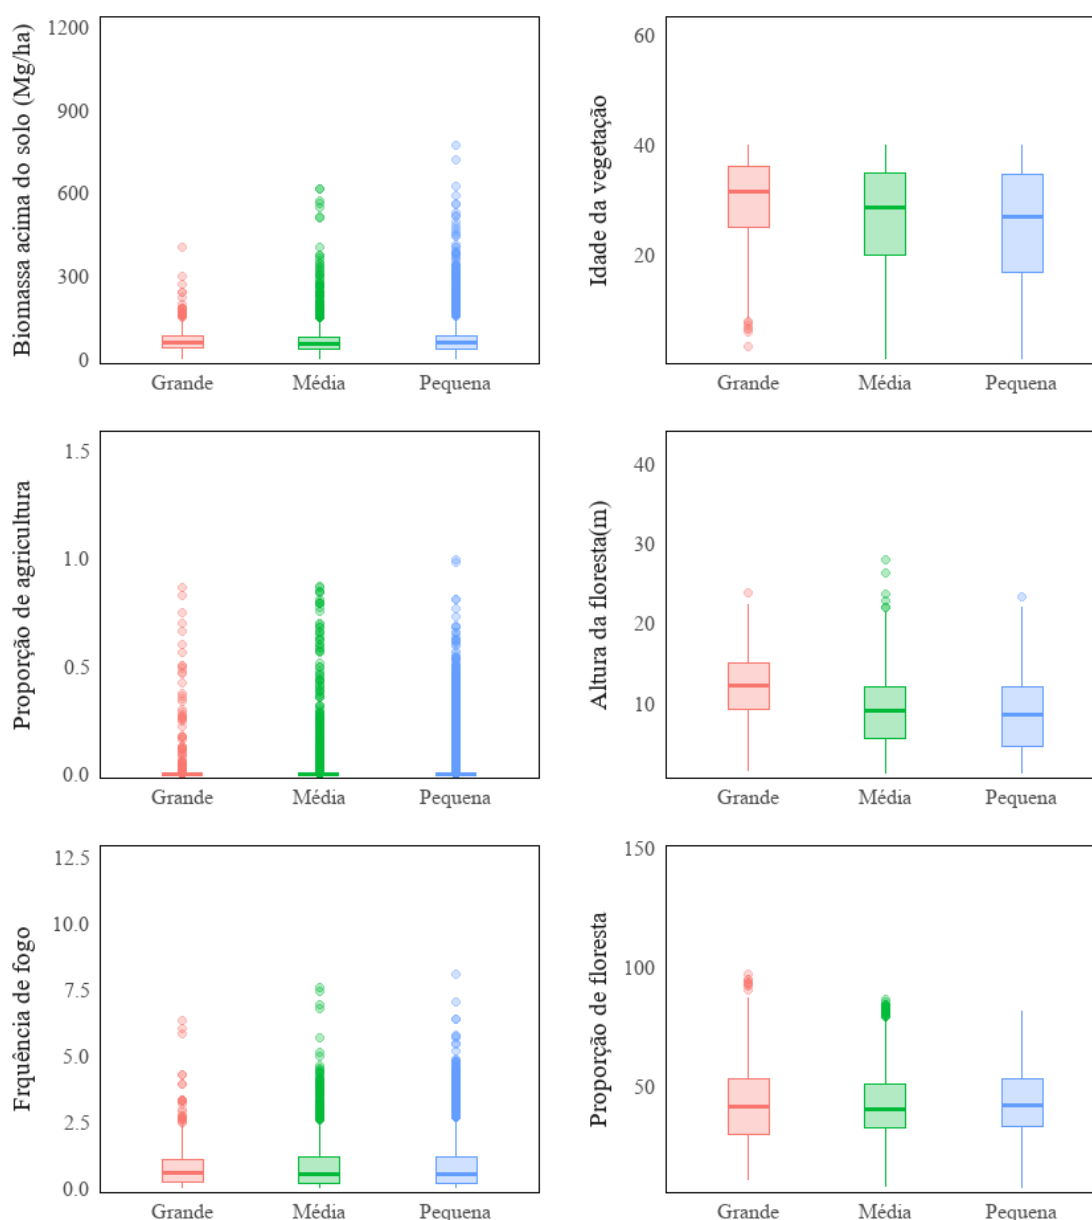 Biomassa acima do solo (Mg/ha)
1200
900
600
300
0
Grande Média Pequena
Idade da vegetação
60
40
20
Grande Média Pequena
Proporção de agricultura
1.5
1.0
0.5
0.0
Grande Média Pequena
Altura da floresta(m)
40
30
20
10
Grande Média Pequena
Frquência de fogo
12.5
10.0
7.5
5.0
2.5
0.0
Grande Média Pequena
Proporção de floresta
150
100
50
Grande Média Pequena